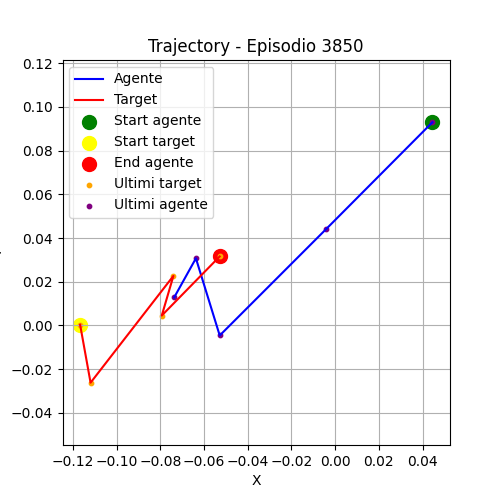 Trajectory - Episodio 3850
Agente
Target
Start agente
Start target
End agente
Ultimi target
Ultimi agente
0.12
0.10
0.08
0.06
0.04
0.02
0.00
−0.02
−0.04
−0.12 −0.10 −0.08 −0.06 −0.04 −0.02 0.00 0.02 0.04
X